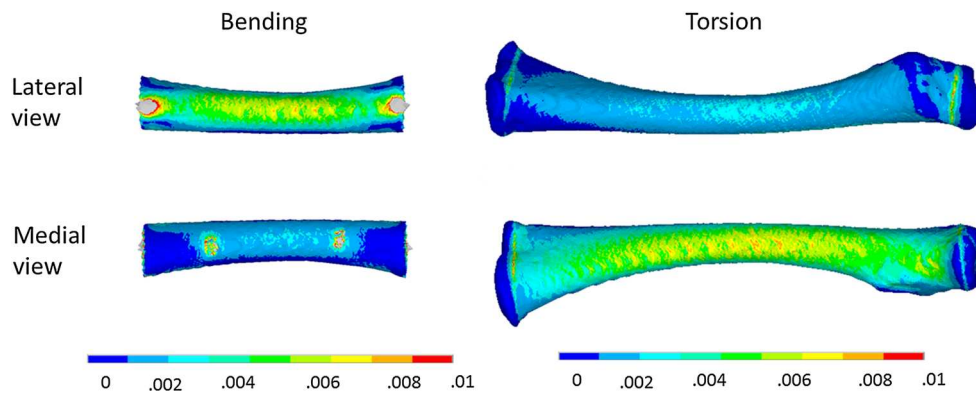 Bending
Torsion
Lateral
view
Medial
view
0 .002 .004 .006 .008 .01
0 .002 .004 .006 .008 .01